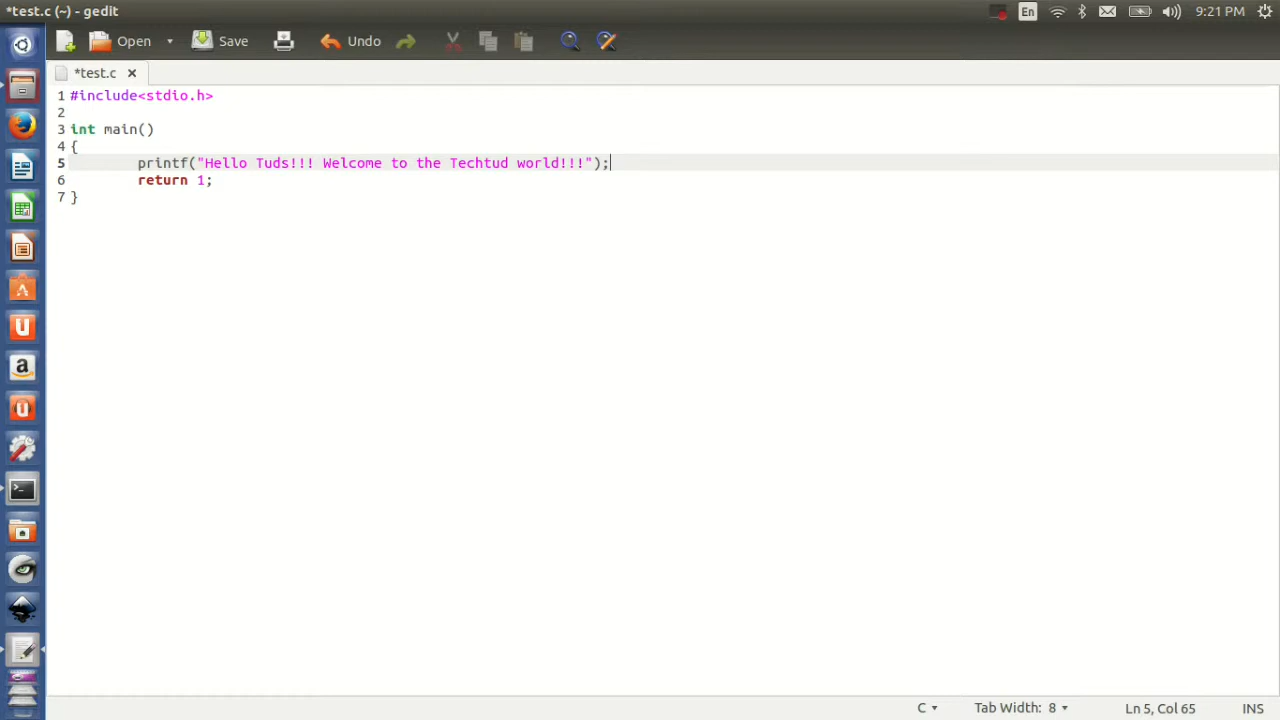 *test.c (~) - gedit
En
9:21 PM
Open
Save
Undo
*test.c
1 #include<stdio.h>
2
3 int main()
4 {
5 printf("Hello Tuds!!! Welcome to the Techtud world!!!");
6 return 1;
7 }
C
Tab Width: 8
Ln 5, Col 65
INS